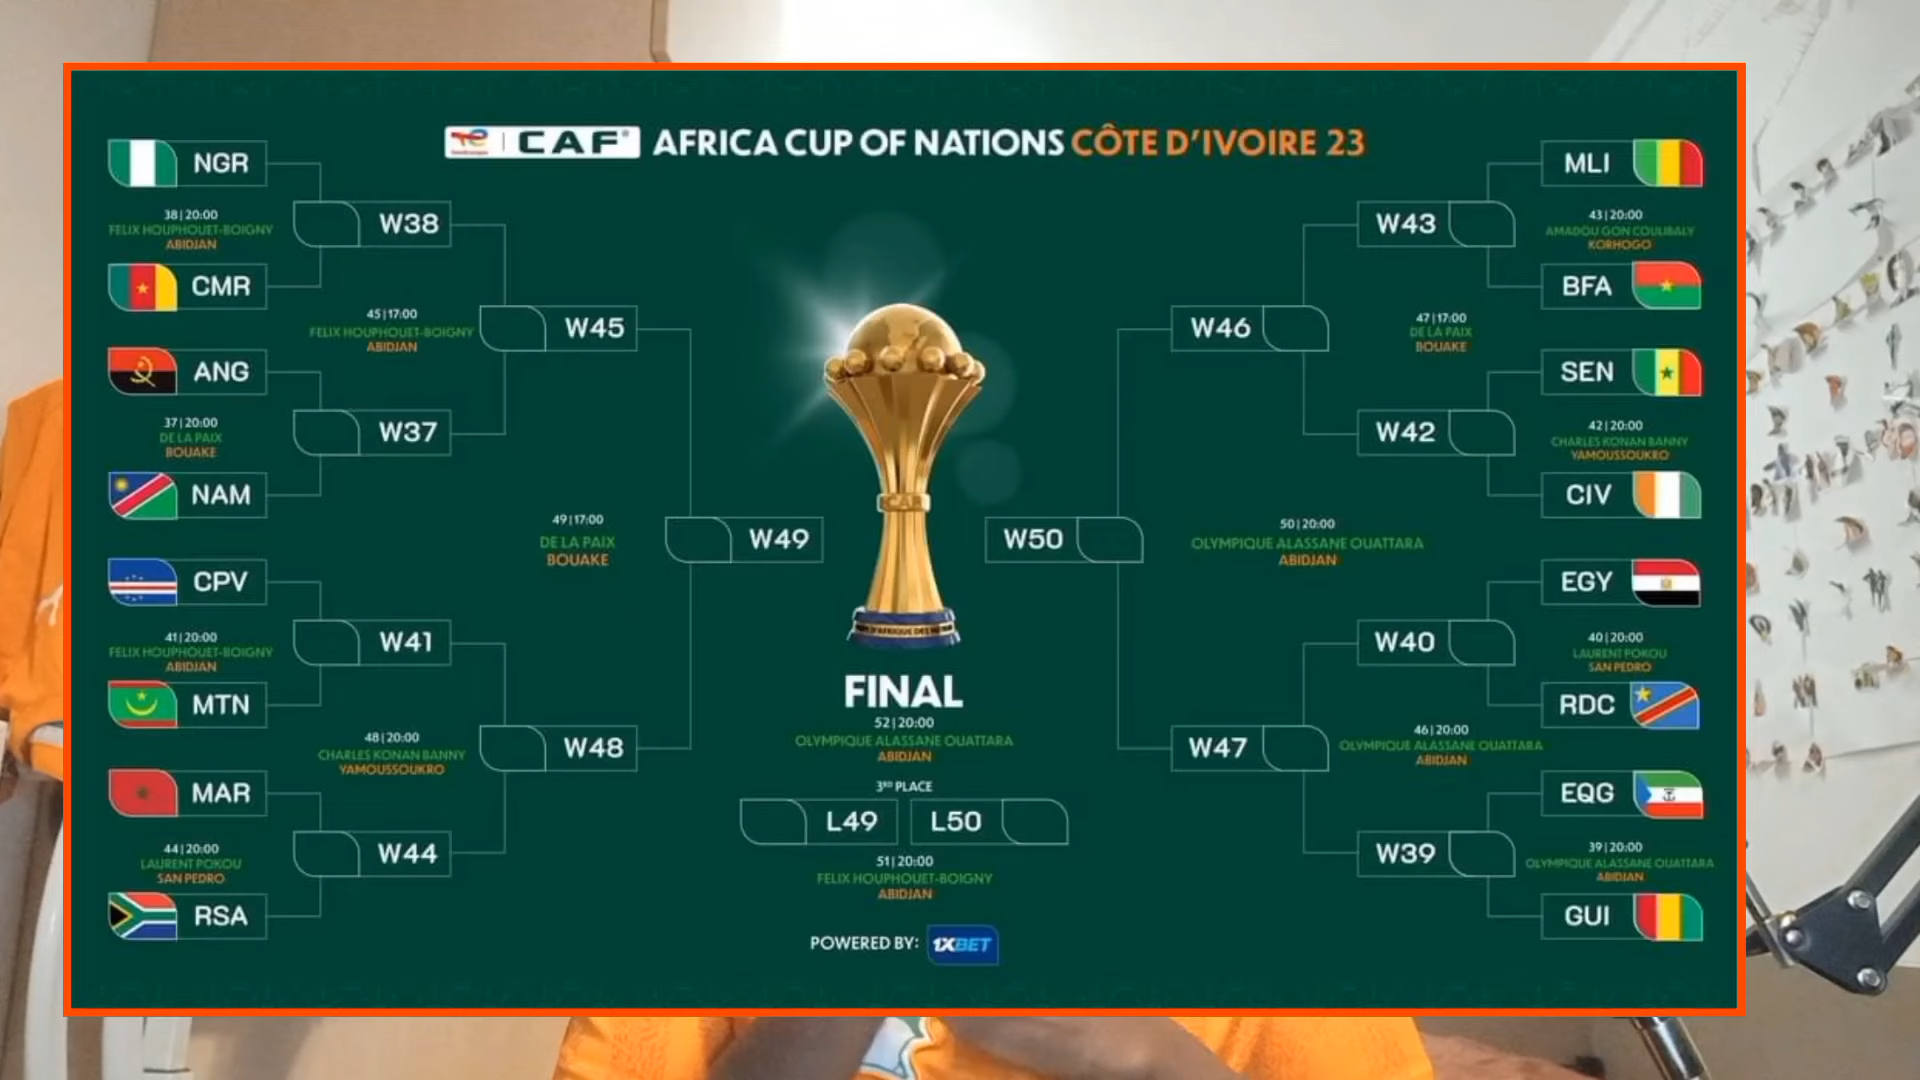 CAF AFRICA CUP OF NATIONS CÔTE D'IVOIRE 23
NGR
38|20:00
FELIX HOUPHOUET-BOIGNY
ABIDJAN
CMR
W38
45|17:00
FELIX HOUPHOUET-BOIGNY
ABIDJAN
W45
ANG
37|20:00
DE LA PAIX
BOUAKE
NAM
W37
49|17:00
DE LA PAIX
BOUAKE
W49
CPV
41|20:00
FELIX HOUPHOUET-BOIGNY
ABIDJAN
MTN
W41
48|20:00
CHARLES KONAN BANNY
YAMOUSSOUKRO
W48
MAR
44|20:00
LAURENT POKOU
SAN PEDRO
RSA
W44
FINAL
52|20:00
OLYMPIQUE ALASSANE OUATTARA
ABIDJAN
3RD PLACE
L49
L50
51|20:00
FELIX HOUPHOUET-BOIGNY
ABIDJAN
POWERED BY: 1XBET
MLI
43|20:00
AMADOU GON COULIBALY
KORHOGO
BFA
W43
W46
47|17:00
DE LA PAIX
BOUAKE
SEN
42|20:00
CHARLES KONAN BANNY
YAMOUSSOUKRO
CIV
W42
W50
50|20:00
OLYMPIQUE ALASSANE OUATTARA
ABIDJAN
EGY
40|20:00
LAURENT POKOU
SAN PEDRO
RDC
W40
W47
46|20:00
OLYMPIQUE ALASSANE OUATTARA
ABIDJAN
EQG
39|20:00
OLYMPIQUE ALASSANE OUATTARA
ABIDJAN
GUI
W39